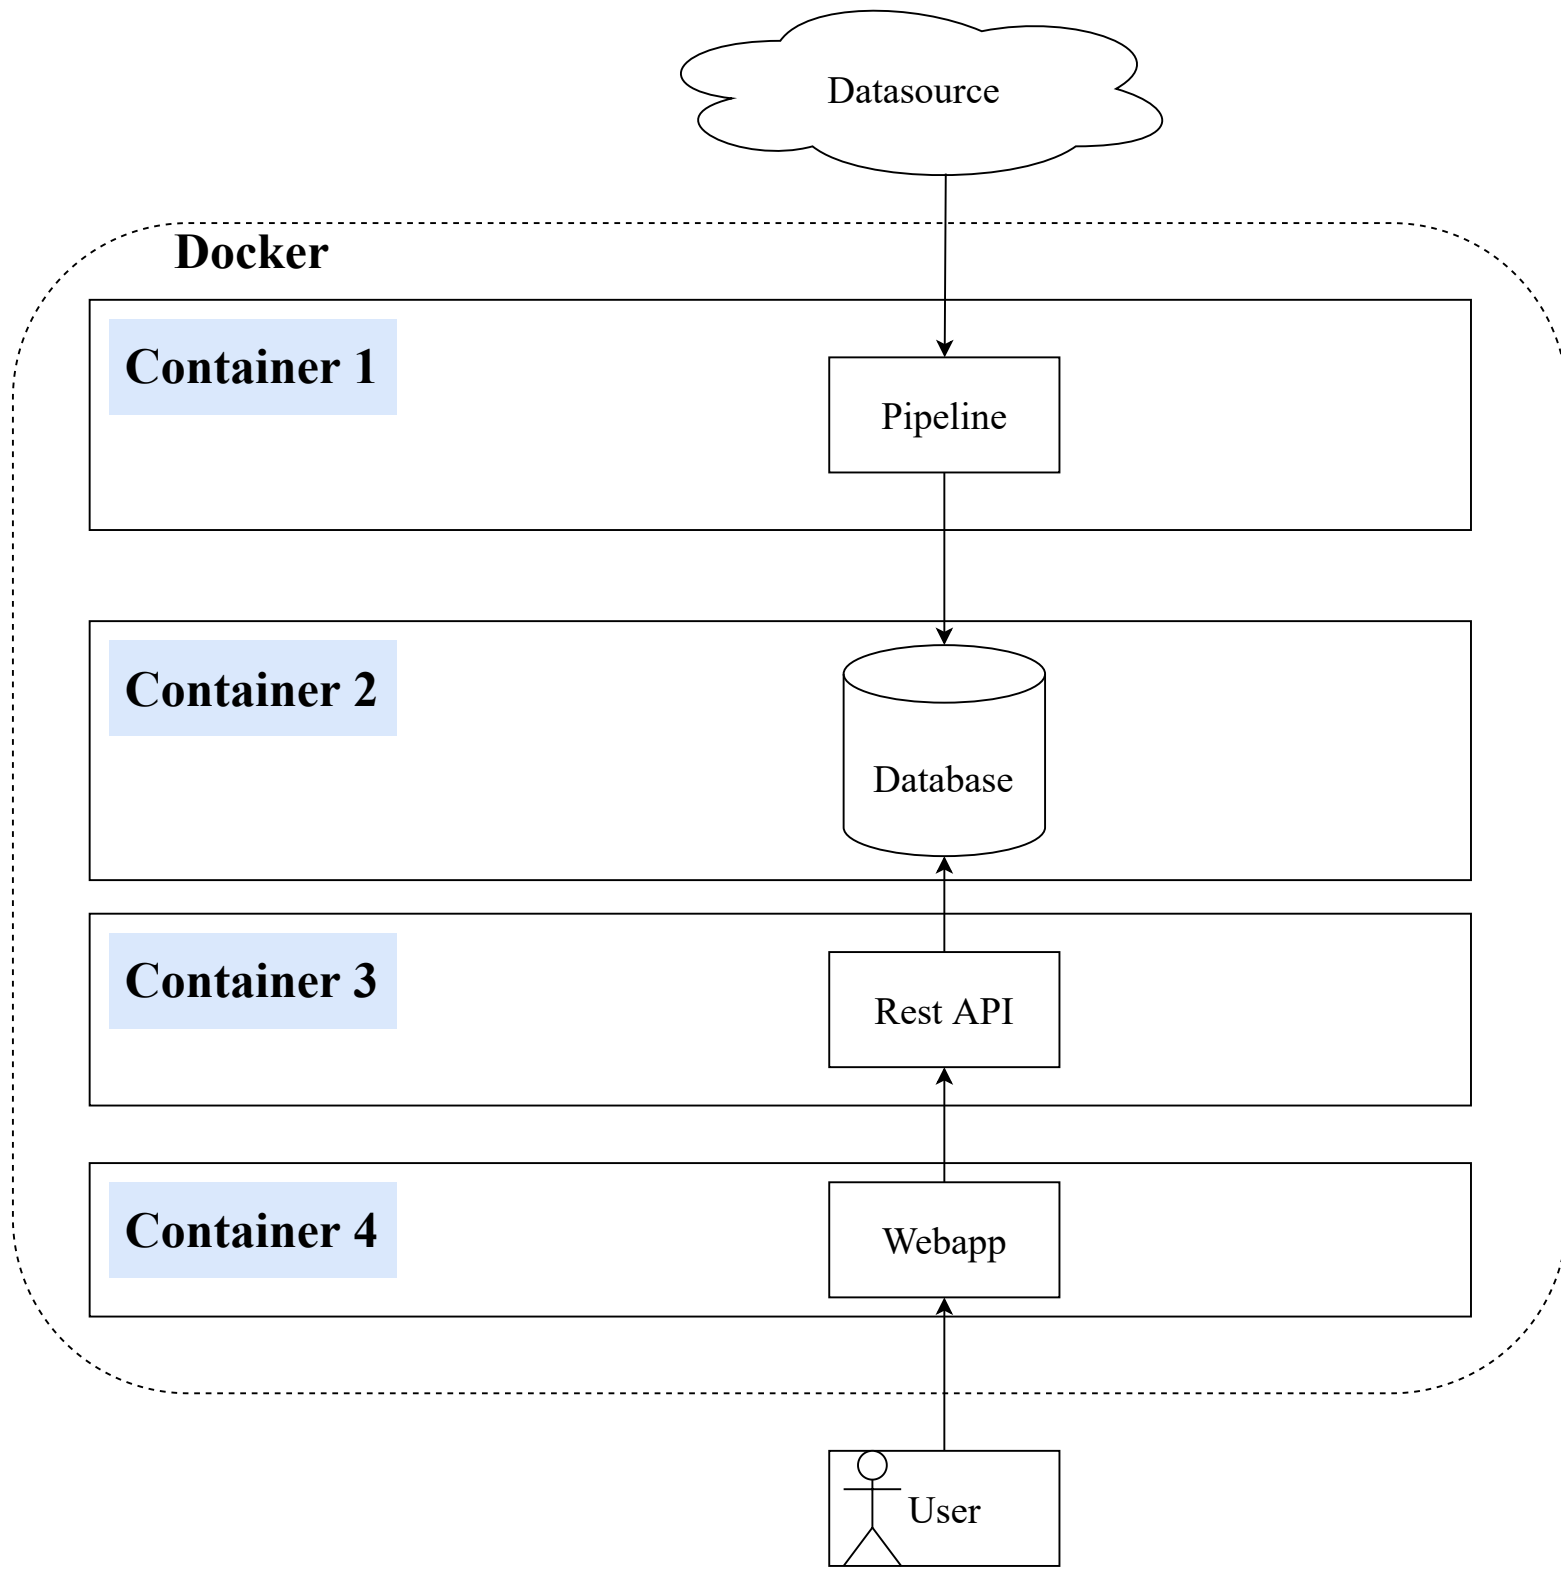 Datasource
Docker
Container 1
Pipeline
Container 2
Database
Container 3
Rest API
Container 4
Webapp
User